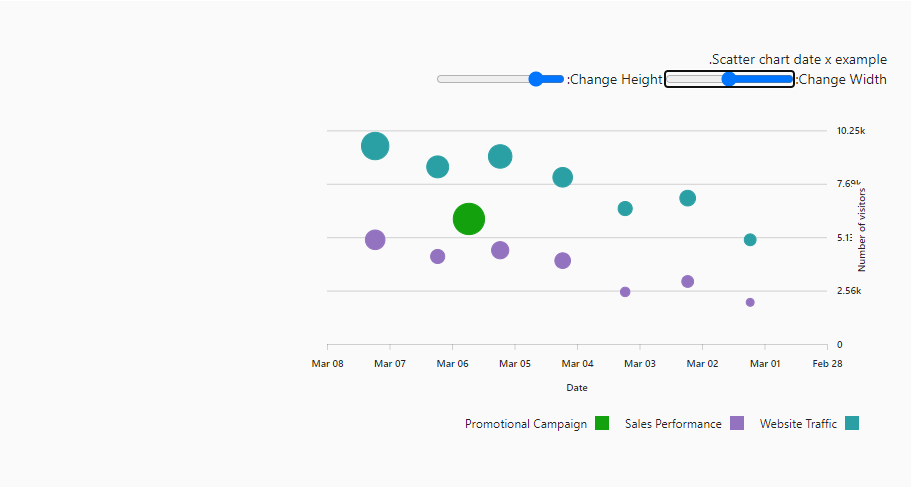 .Scatter chart date x example
:Change Width :Change Height
10.25k
7.69k
5.13
2.56k
0
Number of visitors
Mar 08 Mar 07 Mar 06 Mar 05 Mar 04 Mar 03 Mar 02 Mar 01 Feb 28
Date
Promotional Campaign Sales Performance Website Traffic